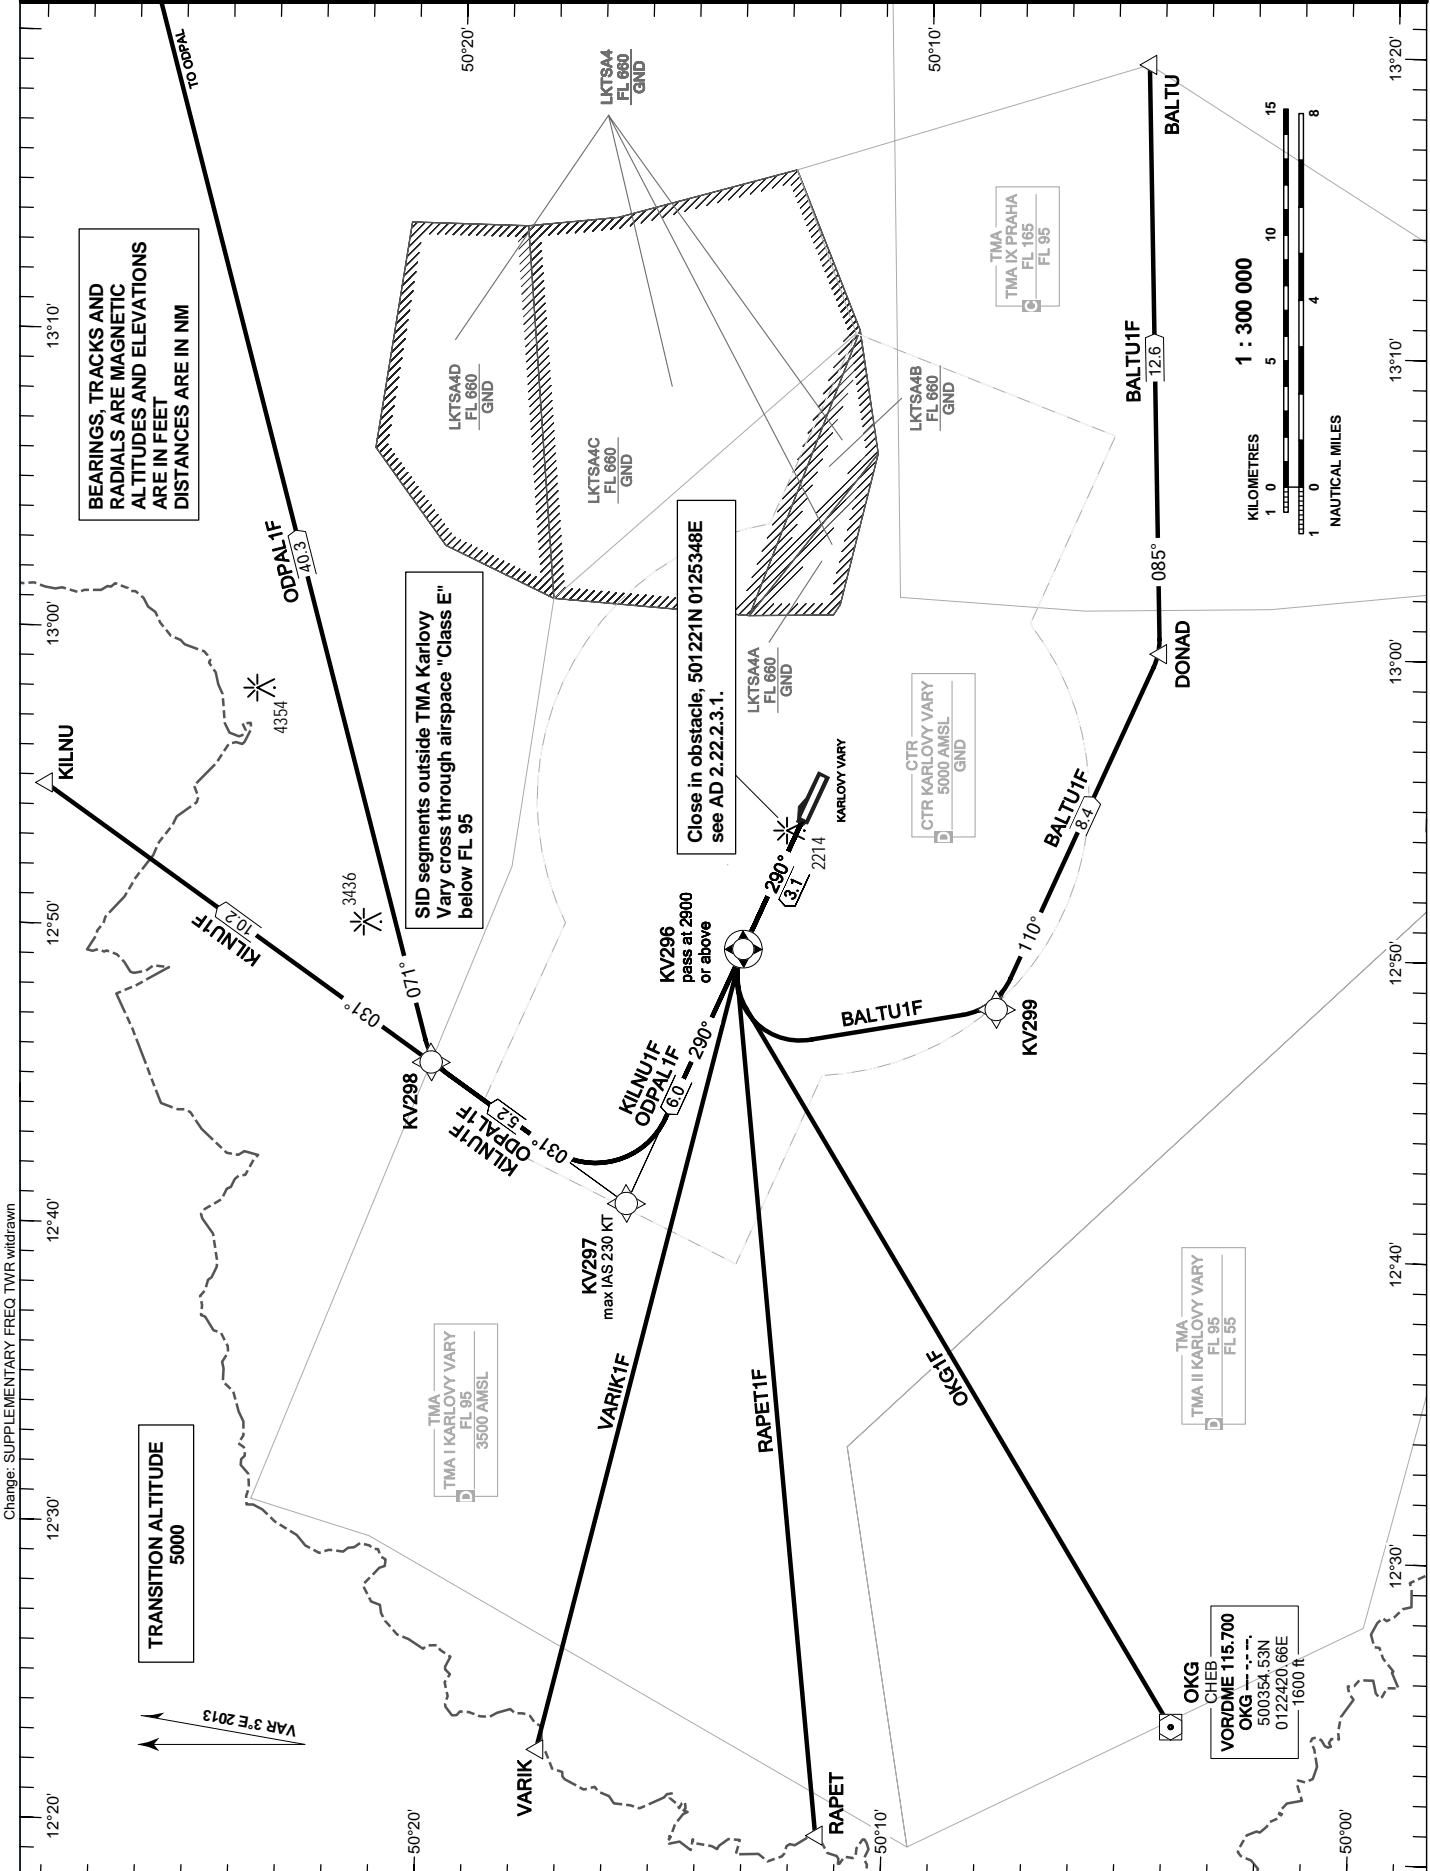 Change: SUPPLEMENTARY FREQ TWR witdrawn
BEARINGS, TRACKS AND
RADIALS ARE MAGNETIC
ALTITUDES AND ELEVATIONS
ARE IN FEET
DISTANCES ARE IN NM
TRANSITION ALTITUDE
5000
VAR 3°E 2013
SID segments outside TMA Karlovy
Vary cross through airspace "Class E"
below FL 95
Close in obstacle, 501221N 0125348E
see AD 2.22.2.3.1.
TO ODPAL
ODPAL1F
40.3
071°
KILNU
KILNU1F
10.2
031°
4354
3436
KV298
5.2
KILNU1F
ODPAL1F
031°
KV297
max IAS 230 KT
KILNU1F
ODPAL1F
6.0
290°
KV296
pass at 2900
or above
290°
3.1
2214
KARLOVY VARY
VARIK
VARIK1F
RAPET
RAPET1F
OKG1F
OKG
CHEB
VOR/DME 115.700
OKG ---.-.--.
500354.53N
0122420.66E
1600 ft
BALTU1F
KV299
110°
BALTU1F
8.4
DONAD
085°
BALTU1F
12.6
BALTU
LKTSA4
FL 660
GND
LKTSA4D
FL 660
GND
LKTSA4C
FL 660
GND
LKTSA4B
FL 660
GND
LKTSA4A
FL 660
GND
TMA
TMA I KARLOVY VARY
FL 95
3500 AMSL
D
TMA
TMA II KARLOVY VARY
FL 95
FL 55
D
CTR
CTR KARLOVY VARY
5000 AMSL
GND
D
TMA
TMA IX PRAHA
FL 165
FL 95
C
1 : 300 000
KILOMETRES
1 0 5 10 15
1 0 4 8
NAUTICAL MILES
12°20'
12°30'
12°40'
12°50'
13°00'
13°10'
50°20'
50°10'
13°20'
13°10'
13°00'
12°50'
12°40'
12°30'
50°20'
50°10'
50°00'